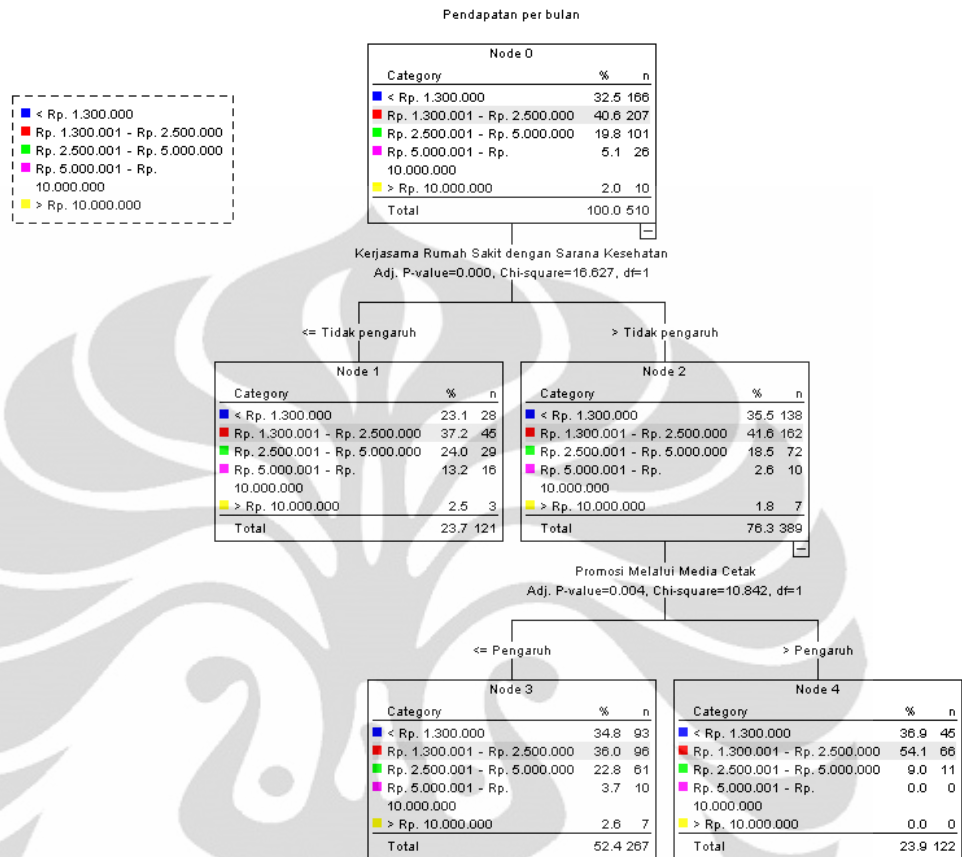 Pendapatan per bulan
Node 0
Category % n
< Rp. 1.300.000 32.5 166
Rp. 1.300.001 - Rp. 2.500.000 40.6 207
Rp. 2.500.001 - Rp. 5.000.000 19.8 101
Rp. 5.000.001 - Rp. 5.1 26
10.000.000
> Rp. 10.000.000 2.0 10
Total 100.0 510
< Rp. 1.300.000
Rp. 1.300.001 - Rp. 2.500.000
Rp. 2.500.001 - Rp. 5.000.000
Rp. 5.000.001 - Rp.
10.000.000
> Rp. 10.000.000
Kerjasama Rumah Sakit dengan Sarana Kesehatan
Adj. P-value=0.000, Chi-square=16.627, df=1
<= Tidak pengaruh
> Tidak pengaruh
Node 1
Category % n
< Rp. 1.300.000 23.1 28
Rp. 1.300.001 - Rp. 2.500.000 37.2 45
Rp. 2.500.001 - Rp. 5.000.000 24.0 29
Rp. 5.000.001 - Rp. 13.2 16
10.000.000
> Rp. 10.000.000 2.5 3
Total 23.7 121
Node 2
Category % n
< Rp. 1.300.000 35.5 138
Rp. 1.300.001 - Rp. 2.500.000 41.6 162
Rp. 2.500.001 - Rp. 5.000.000 18.5 72
Rp. 5.000.001 - Rp. 2.6 10
10.000.000
> Rp. 10.000.000 1.8 7
Total 76.3 389
Promosi Melalui Media Cetak
Adj. P-value=0.004, Chi-square=10.842, df=1
<= Pengaruh
> Pengaruh
Node 3
Category % n
< Rp. 1.300.000 34.8 93
Rp. 1.300.001 - Rp. 2.500.000 36.0 96
Rp. 2.500.001 - Rp. 5.000.000 22.8 61
Rp. 5.000.001 - Rp. 3.7 10
10.000.000
> Rp. 10.000.000 2.6 7
Total 52.4 267
Node 4
Category % n
< Rp. 1.300.000 36.9 45
Rp. 1.300.001 - Rp. 2.500.000 54.1 66
Rp. 2.500.001 - Rp. 5.000.000 9.0 11
Rp. 5.000.001 - Rp. 0.0 0
10.000.000
> Rp. 10.000.000 0.0 0
Total 23.9 122